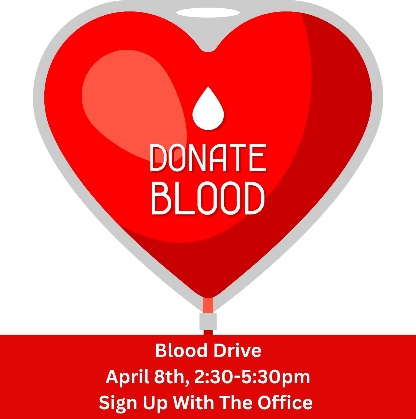 DONATE
BLOOD
Blood Drive
April 8th, 2:30-5:30pm
Sign Up With The Office